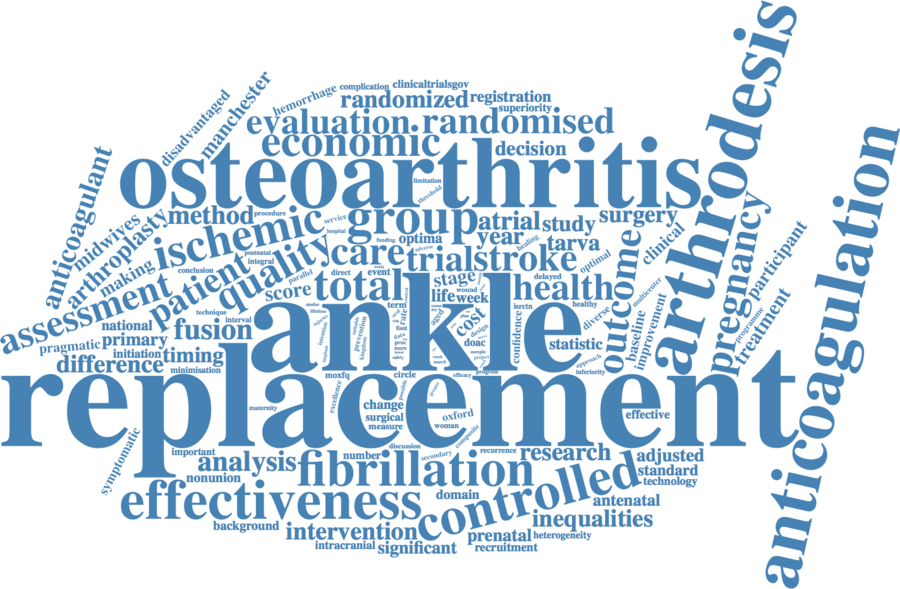 complication
clinicaltrialsgov
hemorrhage
randomized
registration
superiority
disadvantaged
manchester
evaluation
randomised
economic
decision
arthrodesis
osteoarthritis
limitation
threshold
anticoagulant
midwives
arthroplasty
method
procedure
ischemic
service
hospital
group
atrial
study
surgery
making
conclusion
patient
postnatal
integral
quality
care
funding
optima
year
healing
tarva
optimal
clinical
assessment
parallel
direct
event
trial
stroke
outcome
multicenter
pregnancy
participant
anticoagulation
score
total
stage
wound
life
week
delayed
health
healthy
diverse
baseline
improvement
programme
treatment
national
technique
interval
similar
term
rate
aged
cost
isrctn
confidence
pragmatic
primary
fusion
ankle
prevention
foot
data
design
doac
sample
statistic
initiation
difference
timing
minimisation
safety
approach
inferiority
replacement
moxfq
circle
efficacy
progress
excellence
possible
maternity
change
surgical
measure
oxford
woman
effective
symptomatic
important
discussion
composite
number
secondary
recurrence
research
adjusted
analysis
nonunion
fibrillation
controlled
standard
technology
effectiveness
domain
antenatal
background
intervention
inequalities
prenatal
heterogeneity
intracranial
significant
recruitment